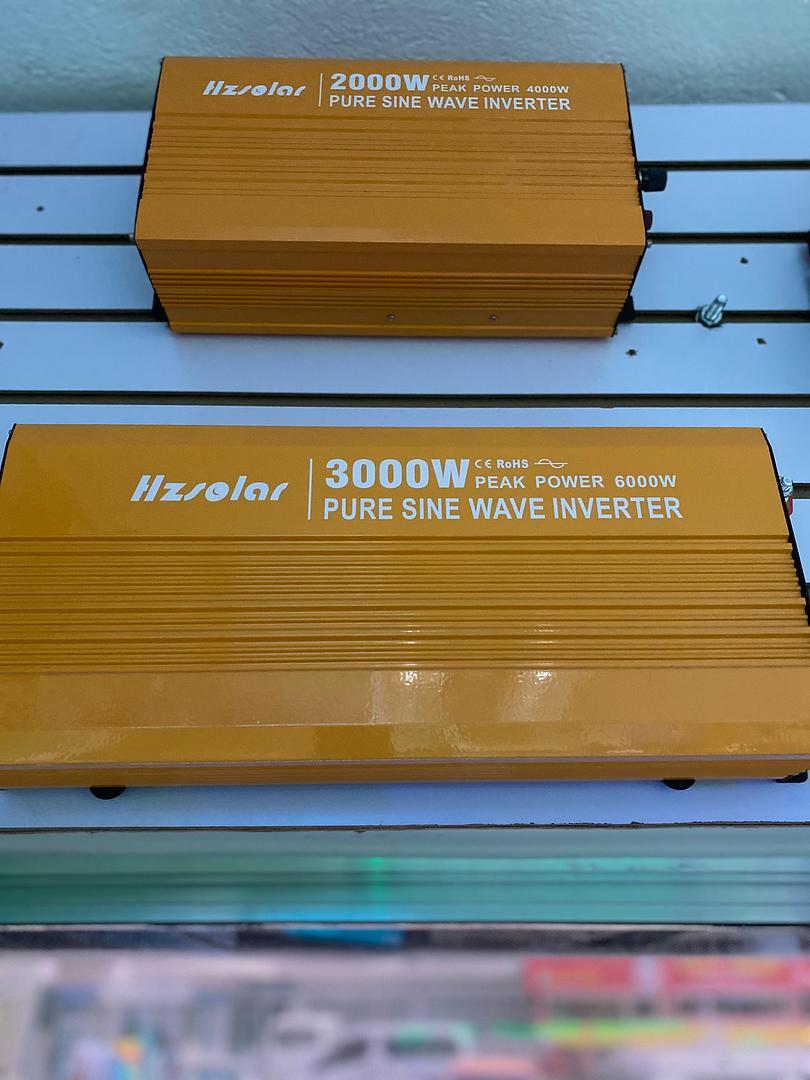 Hzsolar
2000W CE RoHS
PEAK POWER 4000W
PURE SINE WAVE INVERTER
Hzsolar
3000W CE RoHS
PEAK POWER 6000W
PURE SINE WAVE INVERTER